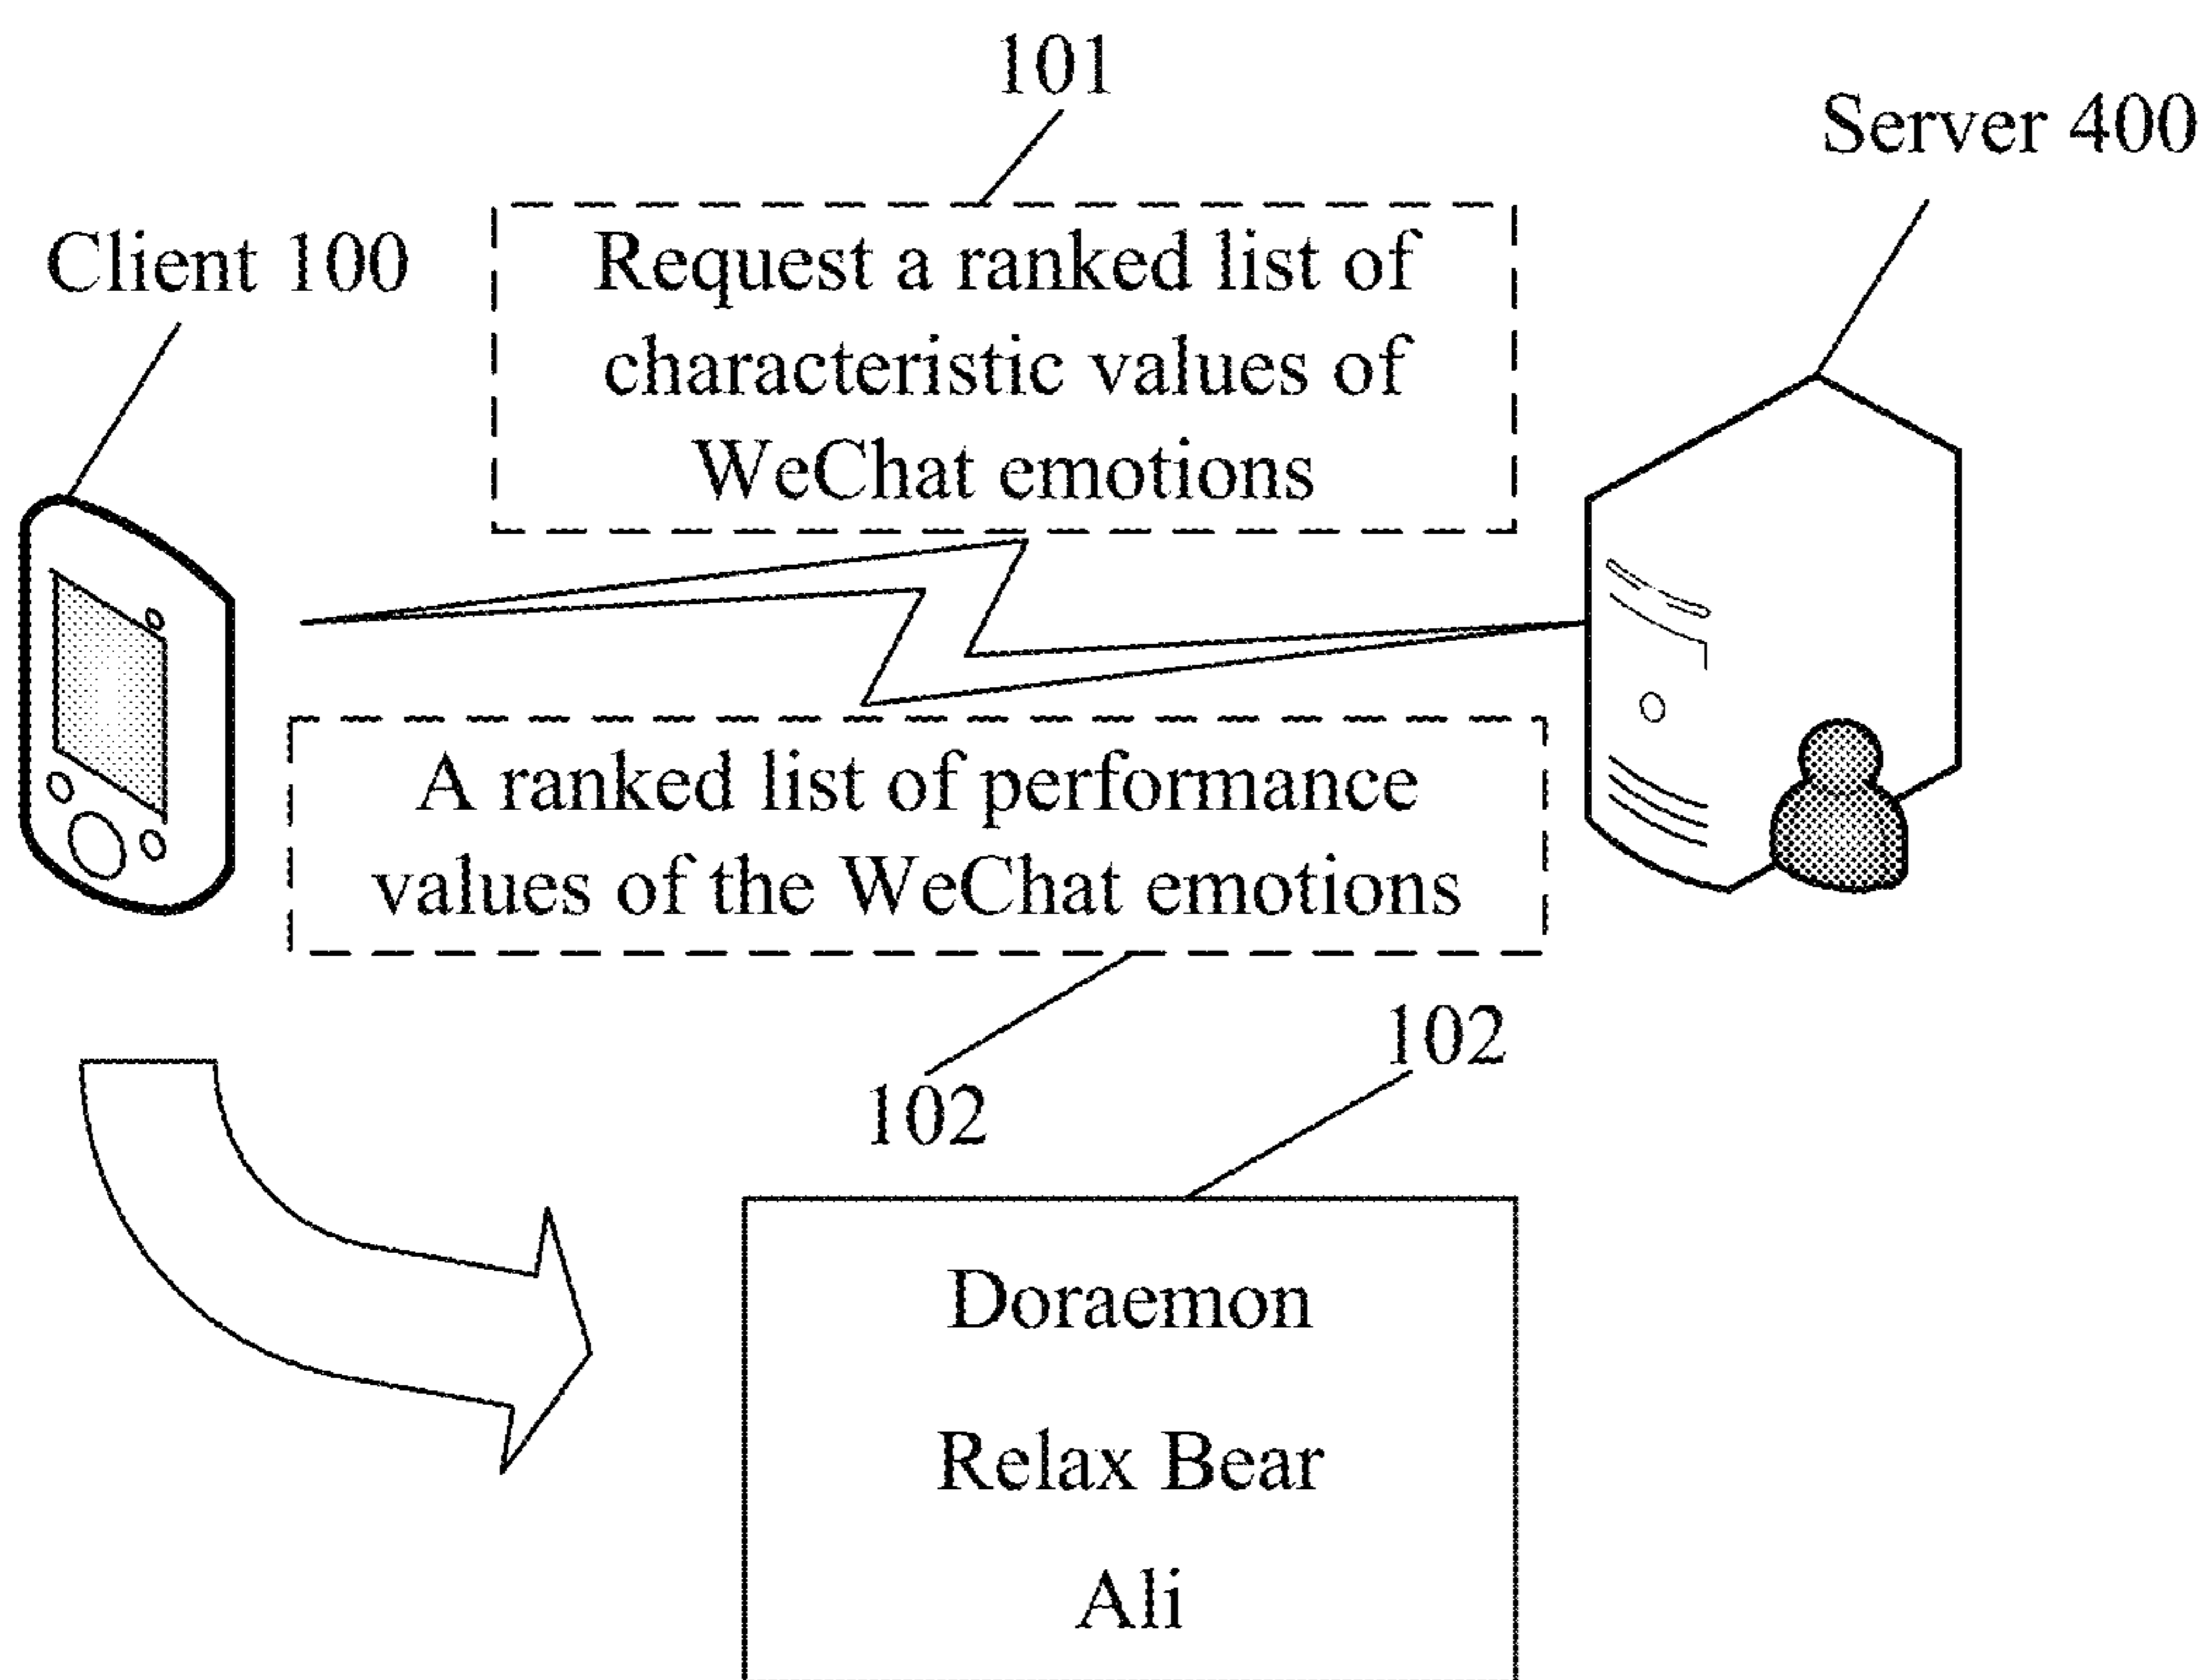 101
Server 400
Client 100
Request a ranked list of
characteristic values of
WeChat emotions
A ranked list of performance
values of the WeChat emotions
102
102
Doraemon
Relax Bear
Ali